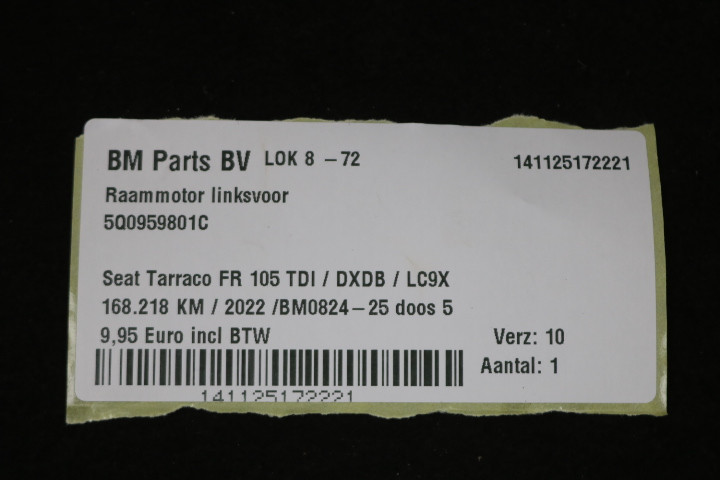 BM Parts BV LOK 8 -72 141125172221
Raammotor linksvoor
5Q0959801C
Seat Tarraco FR 105 TDI / DXDB / LC9X
168.218 KM / 2022 /BM0824-25 doos 5
9,95 Euro incl BTW Verz: 10
Aantal: 1
141125172221